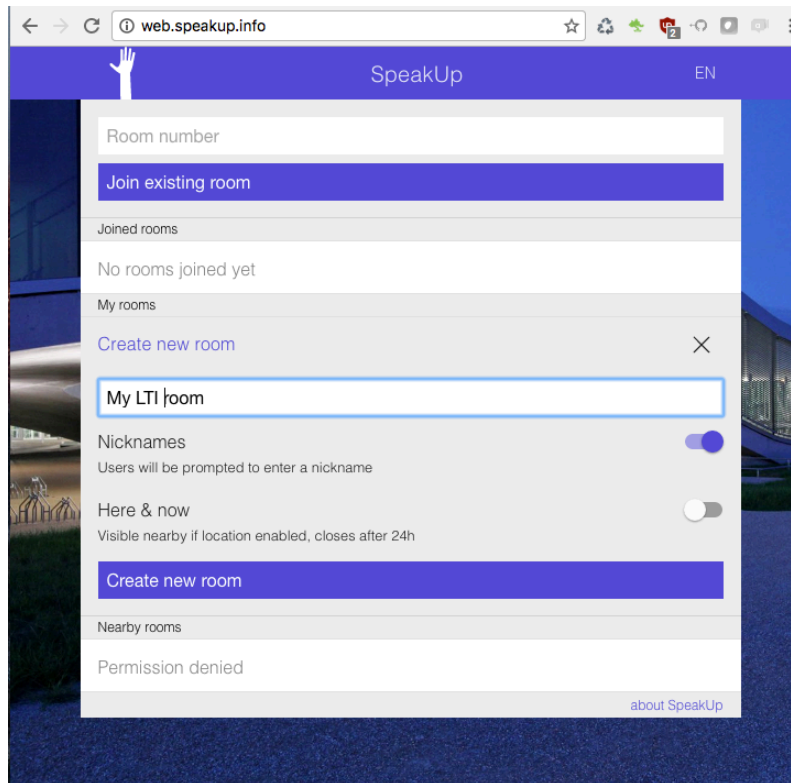 web.speakup.info
2
SpeakUp
EN
Room number
Join existing room
Joined rooms
No rooms joined yet
My rooms
Create new room
My LTI room
Nicknames
Users will be prompted to enter a nickname
Here & now
Visible nearby if location enabled, closes after 24h
Create new room
Nearby rooms
Permission denied
about SpeakUp